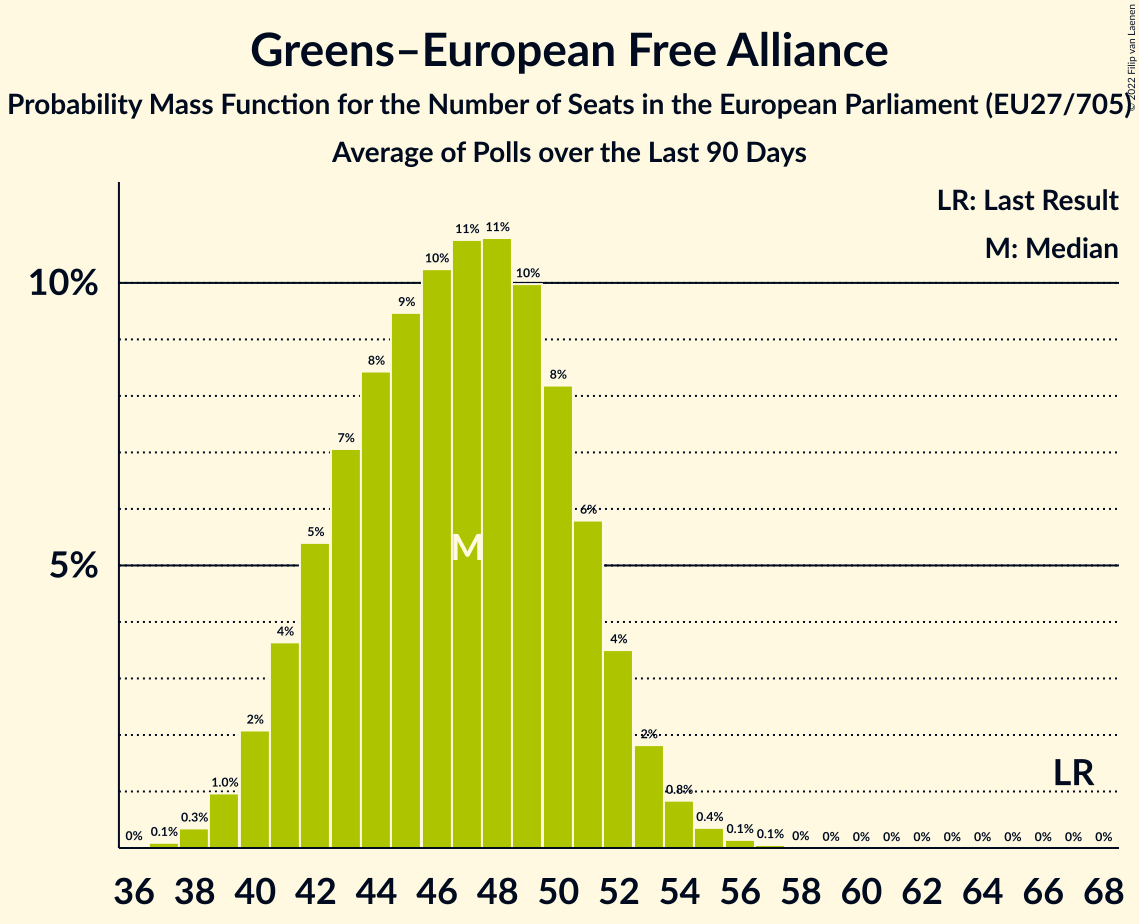 Greens–European Free Alliance
Probability Mass Function for the Number of Seats in the European Parliament (EU27/705)
Average of Polls over the Last 90 Days
© 2022 Filip van Laenen
LR: Last Result
M: Median
10%
5%
0% 0.1% 0.3% 1.0% 2% 4% 5% 7% 8% 9% 10% 11% 11% 10% 8% 6% 4% 2% 0.8% 0.4% 0.1% 0.1% 0% 0% 0% 0% 0% 0% 0% 0% 0% 0% 0%
M
LR
36 38 40 42 44 46 48 50 52 54 56 58 60 62 64 66 68